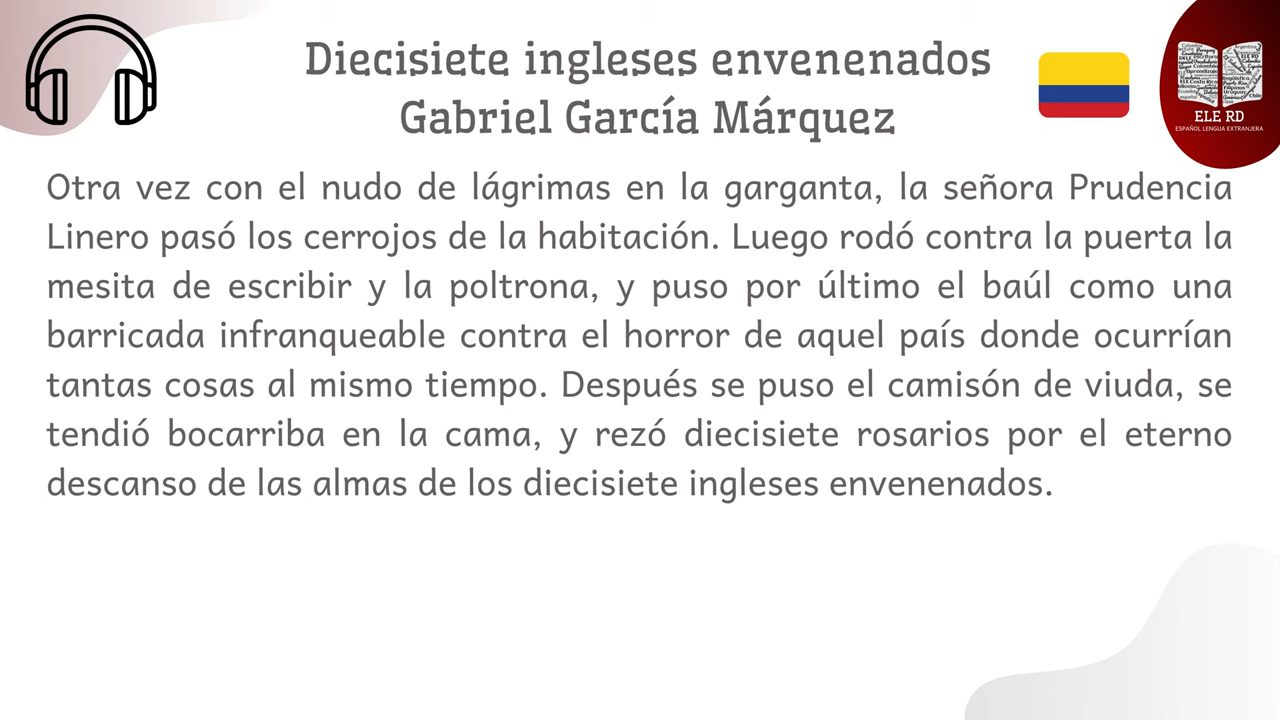 Diecisiete ingleses envenenados
Gabriel García Márquez
ELE RD
ESPAÑOL LENGUA EXTRANJERA
Otra vez con el nudo de lágrimas en la garganta, la señora Prudencia
Linero pasó los cerrojos de la habitación. Luego rodó contra la puerta la
mesita de escribir y la poltrona, y puso por último el baúl como una
barricada infranqueable contra el horror de aquel país donde ocurrían
tantas cosas al mismo tiempo. Después se puso el camisón de viuda, se
tendió bocarriba en la cama, y rezó diecisiete rosarios por el eterno
descanso de las almas de los diecisiete ingleses envenenados.